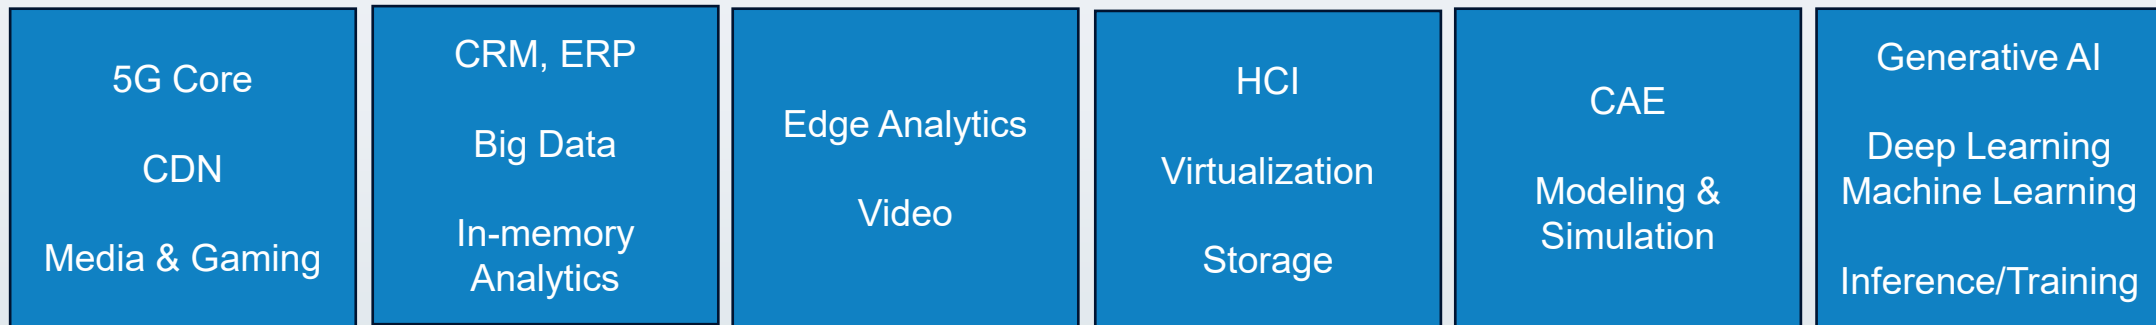 5G Core
CDN
Media & Gaming
CRM, ERP
Big Data
In-memory
Analytics
Edge Analytics
Video
HCI
Virtualization
Storage
CAE
Modeling &
Simulation
Generative AI
Deep Learning
Machine Learning
Inference/Training